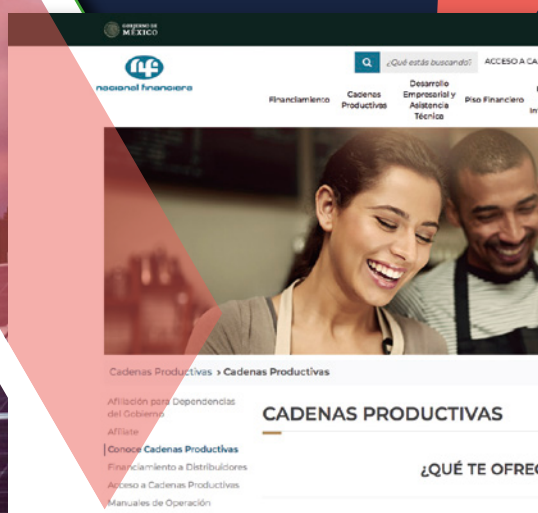 GOBIERNO DE
MÉXICO
nacional financiera
¿Qué estás buscando?
ACCESO A CA
Financiamiento
Cadenas
Productivas
Desarrollo
Empresarial y
Asistencia
Técnica
Piso Financiero
In
Cadenas Productivas › Cadenas Productivas
Afiliación para Dependencias
del Gobierno
Afíliate
Conoce Cadenas Productivas
Financiamiento a Distribuidores
Acceso a Cadenas Productivas
Manuales de Operación
CADENAS PRODUCTIVAS
¿QUÉ TE OFREC